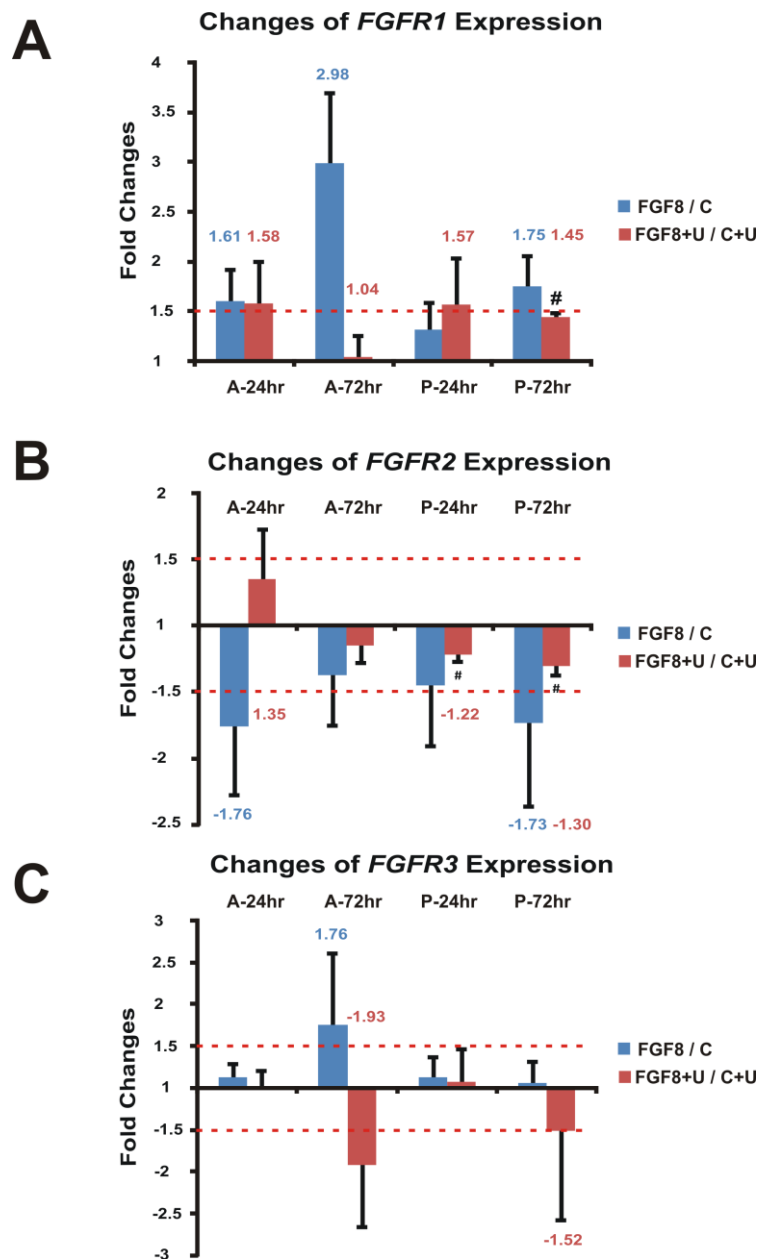 A
Changes of FGFR1 Expression
Fold Changes
4
3.5
3
2.5
2
1.5
1
1.61 1.58
2.98
1.04
1.57
1.75 1.45
#
A-24hr A-72hr P-24hr P-72hr
FGF8 / C
FGF8+U / C+U
B
Changes of FGFR2 Expression
A-24hr A-72hr P-24hr P-72hr
Fold Changes
2
1.5
1
-1.5
-2
-2.5
-1.76
1.35
-1.22
#
-1.73 -1.30
#
FGF8 / C
FGF8+U / C+U
C
Changes of FGFR3 Expression
A-24hr A-72hr P-24hr P-72hr
Fold Changes
3
2.5
2
1.5
1
-1.5
-2
-2.5
-3
1.76
-1.93
-1.52
FGF8 / C
FGF8+U / C+U